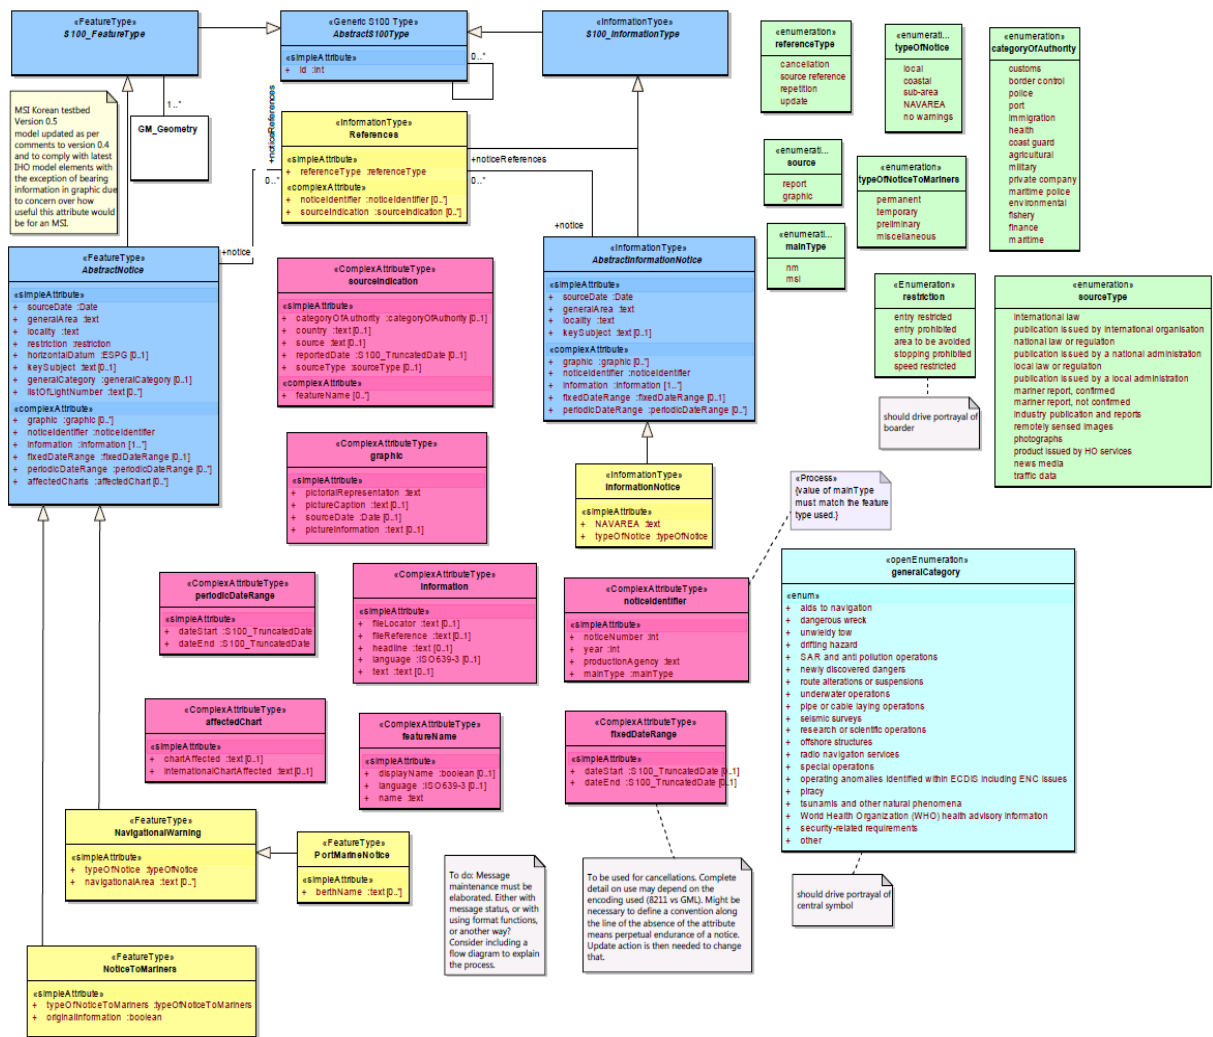 «FeatureType»
S100_FeatureType
«Generic S100 Type»
AbstractS100Type
«simpleAttribute»
+ id :int
0..*
«InformationType»
S100_InformationType
MSI Korean testbed
Version 0.5
model updated as per
comments to version 0.4
and to comply with latest
IHO model elements with
the exception of bearing
information in graphic due
to concern over how
useful this attribute would
be for an MSI.
1..*
GM_Geometry
+noticeReferences
0..*
«InformationType»
References
«simpleAttribute»
+ referenceType :referenceType
«complexAttribute»
+ noticeIdentifier :noticeIdentifier [0..*]
+ sourceIndication :sourceIndication [0..*]
+noticeReferences
0..*
+notice
+notice
«FeatureType»
AbstractNotice
«simpleAttribute»
+ sourceDate :Date
+ generalArea :text
+ locality :text
+ restriction :restriction
+ horizontalDatum :ESPG [0..1]
+ keySubject :text [0..1]
+ generalCategory :generalCategory [0..1]
+ listOfLightNumber :text [0..*]
«complexAttribute»
+ graphic :graphic [0..*]
+ noticeIdentifier :noticeIdentifier
+ information :information [1..*]
+ fixedDateRange :fixedDateRange [0..1]
+ periodicDateRange :periodicDateRange [0..*]
+ affectedCharts :affectedChart [0..*]
«ComplexAttributeType»
sourceIndication
«simpleAttribute»
+ categoryOfAuthority :categoryOfAuthority [0..1]
+ country :text [0..1]
+ source :text [0..1]
+ reportedDate :S100_TruncatedDate [0..1]
+ sourceType :sourceType [0..1]
«complexAttribute»
+ featureName [0..*]
«InformationType»
AbstractInformationNotice
«simpleAttribute»
+ sourceDate :Date
+ generalArea :text
+ locality :text
+ keySubject :text [0..1]
«complexAttribute»
+ graphic :graphic [0..*]
+ noticeIdentifier :noticeIdentifier
+ information :information [1..*]
+ fixedDateRange :fixedDateRange [0..1]
+ periodicDateRange :periodicDateRange [0..*]
«enumeration»
referenceType
cancellation
source reference
repetition
update
«enumerati...
typeOfNotice
local
coastal
sub-area
NAVAREA
no warnings
«enumeration»
categoryOfAuthority
customs
border control
police
port
immigration
health
coast guard
agricultural
military
private company
maritime police
environmental
fishery
finance
maritime
«enumerati...
source
report
graphic
«enumeration»
typeOfNoticeToMariners
permanent
temporary
preliminary
miscellaneous
«enumerati...
mainType
nm
msi
«Enumeration»
restriction
entry restricted
entry prohibited
area to be avoided
stopping prohibited
speed restricted
should drive portrayal of
boarder
«enumeration»
sourceType
international law
publication issued by international organisation
national law or regulation
publication issued by a national administration
local law or regulation
publication issued by a local administration
mariner report, confirmed
mariner report, not confirmed
industry publication and reports
remotely sensed images
photographs
product issued by HO services
news media
traffic data
«ComplexAttributeType»
graphic
«simpleAttribute»
+ pictorialRepresentation :text
+ pictureCaption :text [0..1]
+ sourceDate :Date [0..1]
+ pictureInformation :text [0..1]
«InformationType»
InformationNotice
«simpleAttribute»
+ NAVAREA :text
+ typeOfNotice :typeOfNotice
«Process»
{value of mainType
must match the feature
type used.}
«ComplexAttributeType»
periodicDateRange
«simpleAttribute»
+ dateStart :S100_TruncatedDate
+ dateEnd :S100_TruncatedDate
«ComplexAttributeType»
information
«simpleAttribute»
+ fileLocator :text [0..1]
+ fileReference :text [0..1]
+ headline :text [0..1]
+ language :ISO639-3 [0..1]
+ text :text [0..1]
«ComplexAttributeType»
noticeIdentifier
«simpleAttribute»
+ noticeNumber :int
+ year :int
+ productionAgency :text
+ mainType :mainType
«openEnumeration»
generalCategory
«enum»
+ aids to navigation
+ dangerous wreck
+ unwieldy tow
+ drifting hazard
+ SAR and anti pollution operations
+ newly discovered dangers
+ route alterations or suspensions
+ underwater operations
+ pipe or cable laying operations
+ seismic surveys
+ research or scientific operations
+ offshore structures
+ radio navigation services
+ special operations
+ operating anomalies identified within ECDIS including ENC issues
+ piracy
+ tsunamis and other natural phenomena
+ World Health Organization (WHO) health advisory information
+ security-related requirements
+ other
«ComplexAttributeType»
affectedChart
«simpleAttribute»
+ chartAffected :text [0..1]
+ internationalChartAffected :text [0..1]
«ComplexAttributeType»
featureName
«simpleAttribute»
+ displayName :boolean [0..1]
+ language :ISO639-3 [0..1]
+ name :text
«ComplexAttributeType»
fixedDateRange
«simpleAttribute»
+ dateStart :S100_TruncatedDate [0..1]
+ dateEnd :S100_TruncatedDate [0..1]
«FeatureType»
NavigationalWarning
«simpleAttribute»
+ typeOfNotice :typeOfNotice
+ navigationalArea :text [0..*]
«FeatureType»
PortMarineNotice
«simpleAttribute»
+ berthName :text [0..*]
To do: Message
maintenance must be
elaborated. Either with
message status, or with
using format functions,
or another way?
Consider including a
flow diagram to explain
the process.
To be used for cancellations. Complete
detail on use may depend on the
encoding used (8211 vs GML). Might be
necessary to define a convention along
the line of the absence of the attribute
means perpetual endurance of a notice.
Update action is then needed to change
that.
should drive portrayal of
central symbol
«FeatureType»
NoticeToMariners
«simpleAttribute»
+ typeOfNoticeToMariners :typeOfNoticeToMariners
+ originalInformation :boolean